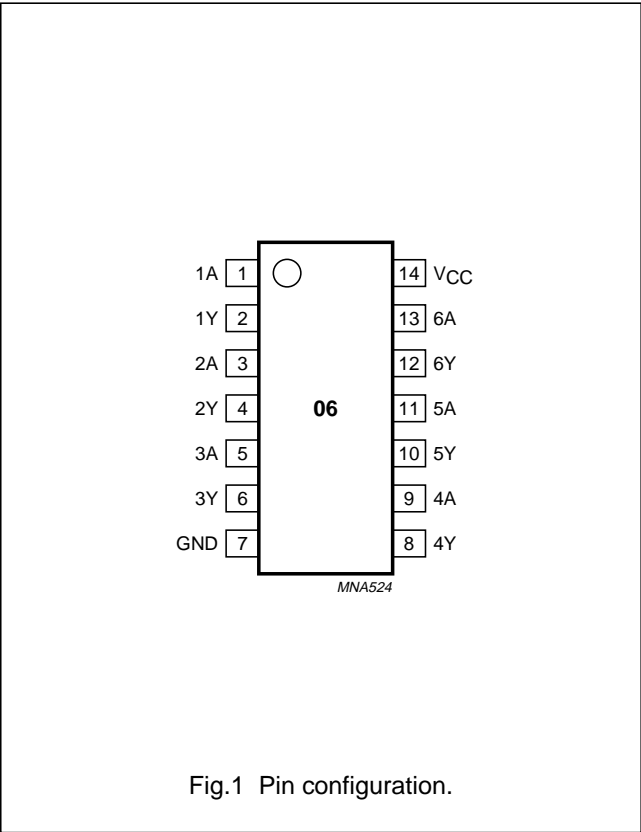 1A 1 14 VCC
1Y 2 13 6A
2A 3 12 6Y
2Y 4 06 11 5A
3A 5 10 5Y
3Y 6 9 4A
GND 7 8 4Y
MNA524
Fig.1 Pin configuration.